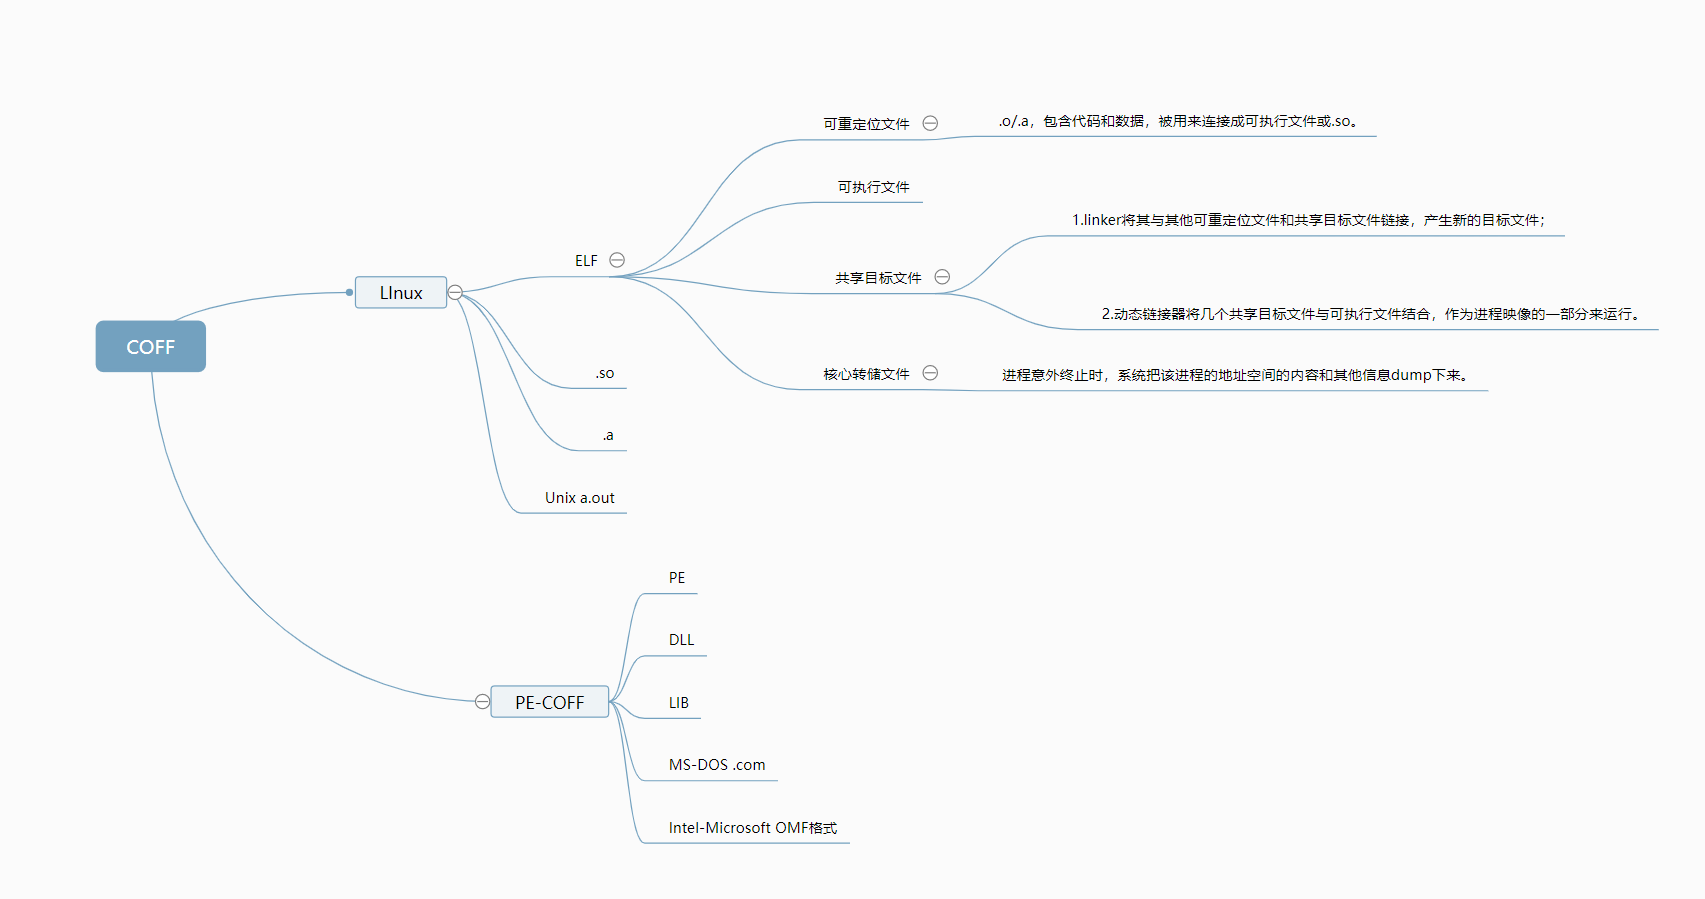 COFF
LInux
ELF
可重定位文件
.o/.a，包含代码和数据，被用来连接成可执行文件或.so。
可执行文件
共享目标文件
1.linker将其与其他可重定位文件和共享目标文件链接，产生新的目标文件；
2.动态链接器将几个共享目标文件与可执行文件结合，作为进程映像的一部分来运行。
核心转储文件
进程意外终止时，系统把该进程的地址空间的内容和其他信息dump下来。
.so
.a
Unix a.out
PE-COFF
PE
DLL
LIB
MS-DOS .com
Intel-Microsoft OMF格式